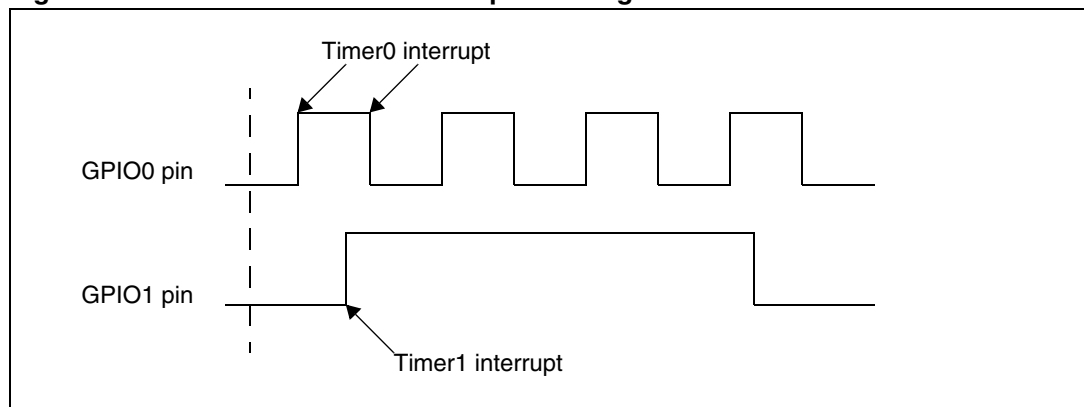 Timer0 interrupt
GPIO0 pin
GPIO1 pin
Timer1 interrupt